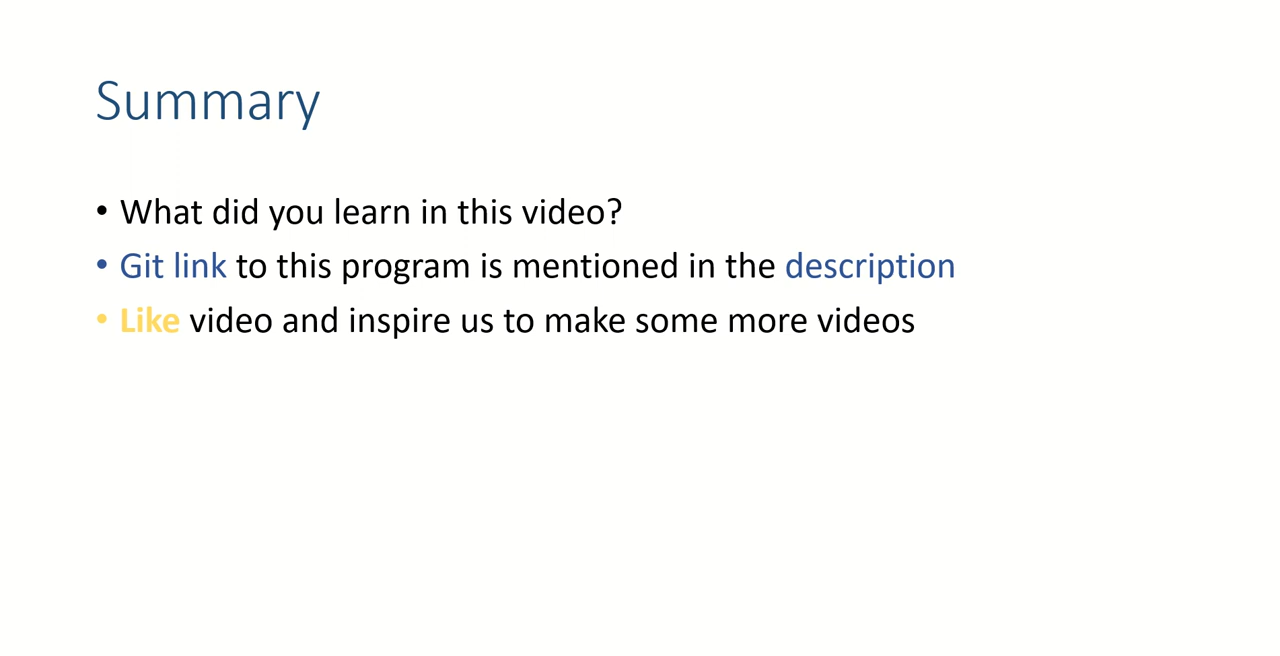 Summary
• What did you learn in this video?
• Git link to this program is mentioned in the description
• Like video and inspire us to make some more videos